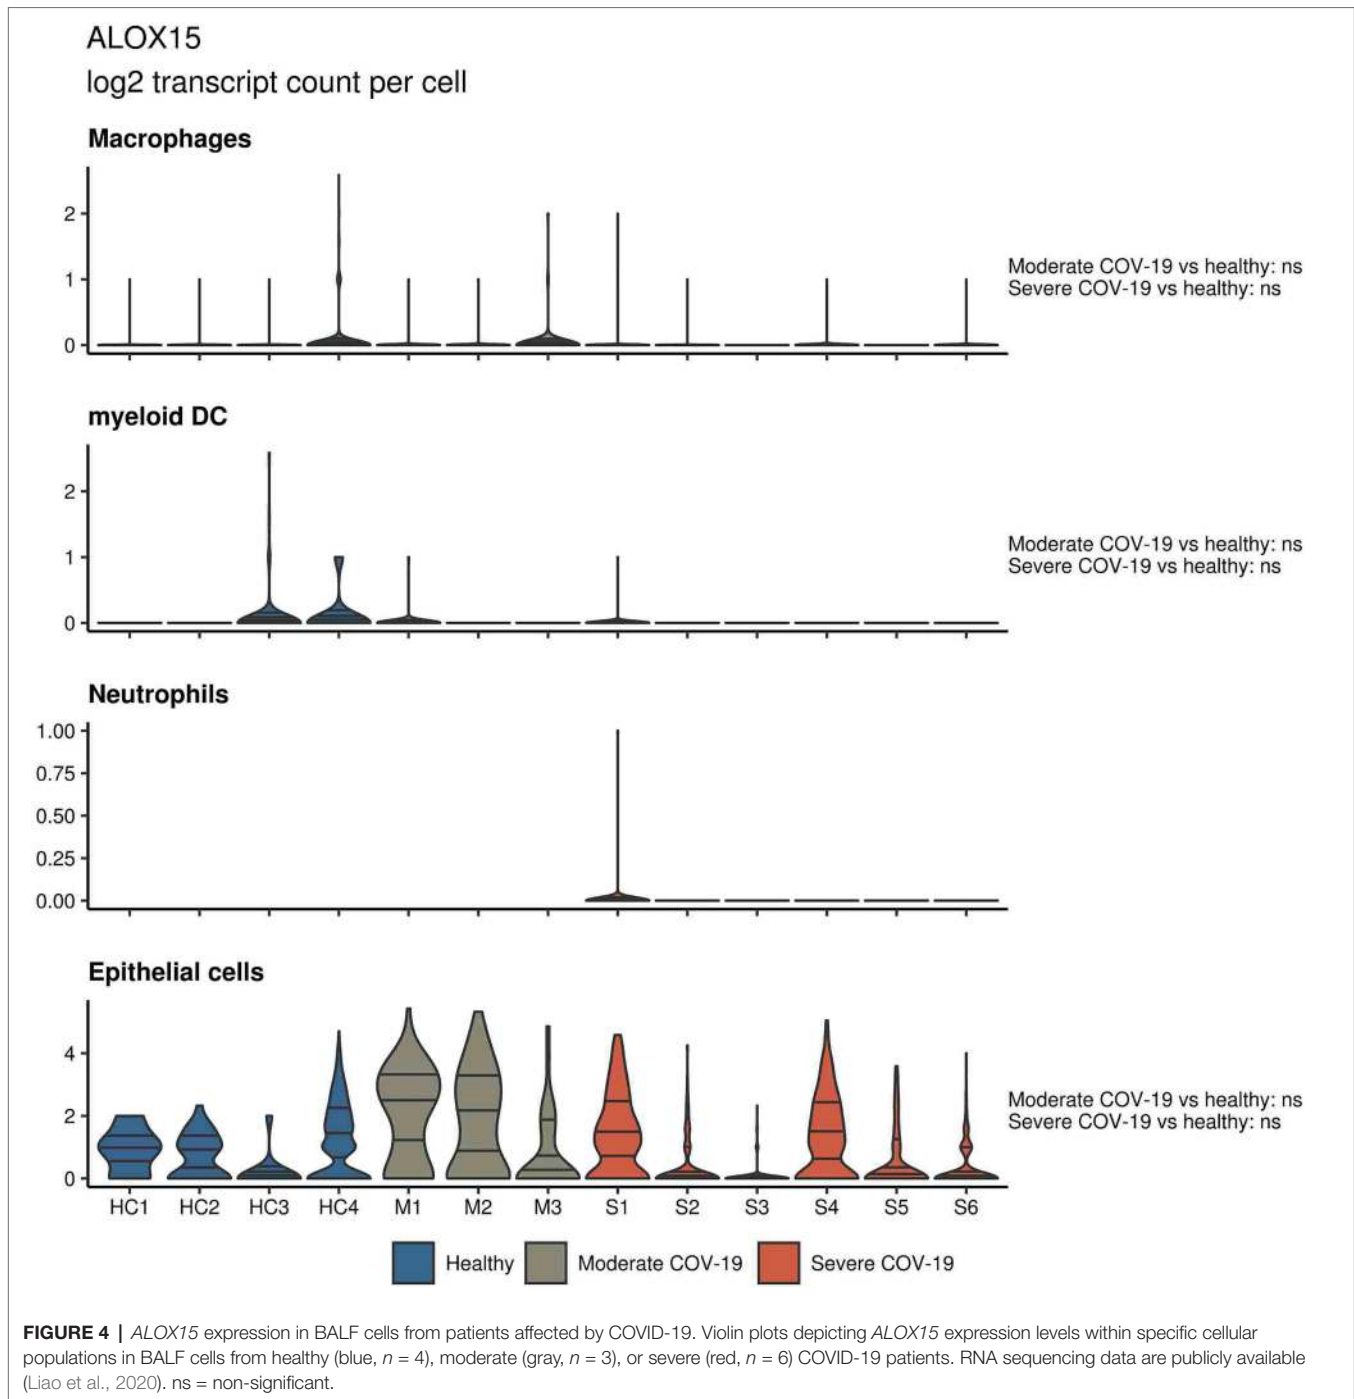 ALOX15
log2 transcript count per cell
Macrophages
2
1
0
Moderate COV-19 vs healthy: ns
Severe COV-19 vs healthy: ns
myeloid DC
2
1
0
Moderate COV-19 vs healthy: ns
Severe COV-19 vs healthy: ns
Neutrophils
1.00
0.75
0.50
0.25
0.00
Epithelial cells
4
2
0
Moderate COV-19 vs healthy: ns
Severe COV-19 vs healthy: ns
HC1 HC2 HC3 HC4 M1 M2 M3 S1 S2 S3 S4 S5 S6
Healthy Moderate COV-19 Severe COV-19
FIGURE 4 | ALOX15 expression in BALF cells from patients affected by COVID-19. Violin plots depicting ALOX15 expression levels within specific cellular
populations in BALF cells from healthy (blue, n = 4), moderate (gray, n = 3), or severe (red, n = 6) COVID-19 patients. RNA sequencing data are publicly available
(Liao et al., 2020). ns = non-significant.